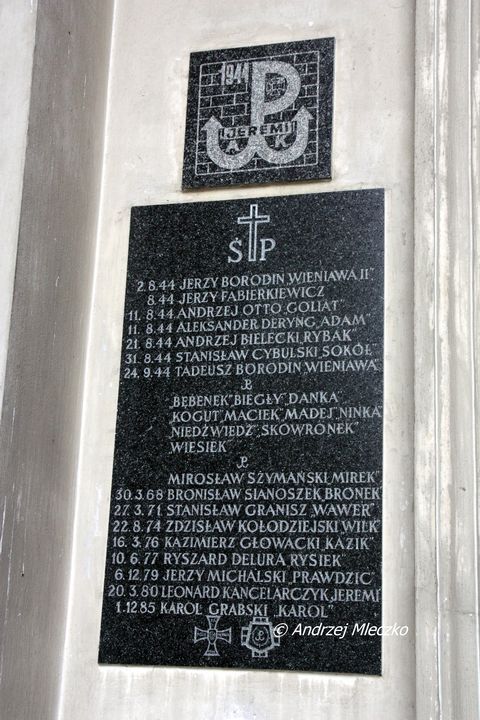 1944
P
JEREMI
A K
Ś P
2.8.44 JERZY BORODIN „WIENIAWA II"
8.44 JERZY FABIERKIEWICZ
11. 8.44 ANDRZEJ OTTO „GOLIAT"
11. 8.44 ALEKSANDER DERYNG „ADAM"
21. 8.44 ANDRZEJ BIELECKI „RYBAK"
31. 8.44 STANISŁAW CYBULSKI „SOKÓŁ"
24. 9.44 TADEUSZ BORODIN „WIENIAWA"
„BĘBENEK" „BIEGŁY" „DANKA"
„KOGUT" „MACIEK" „MADEJ" „NINKA"
„NIEDŹWIEDŹ" „SKOWRONEK"
WIESIEK"
MIROSŁAW SZYMAŃSKI „MIREK"
30.3.68 BRONISŁAW SIANOSZEK „BRONEK"
27. 3.71 STANISŁAW GRANISZ „WAWER"
22.8.74 ZDZISŁAW KOŁODZIEJSKI „WILK"
16. 3.76 KAZIMIERZ GŁOWACKI „KAZIK"
10. 6.77 RYSZARD DELURA „RYSIEK"
6.12.79 JERZY MICHALSKI „PRAWDZIC"
20. 3.80 LEONARD KANCELARCZYK „JEREMI"
1.12.85 KAROL GRABSKI „KAROL"
© Andrzej Mleczko